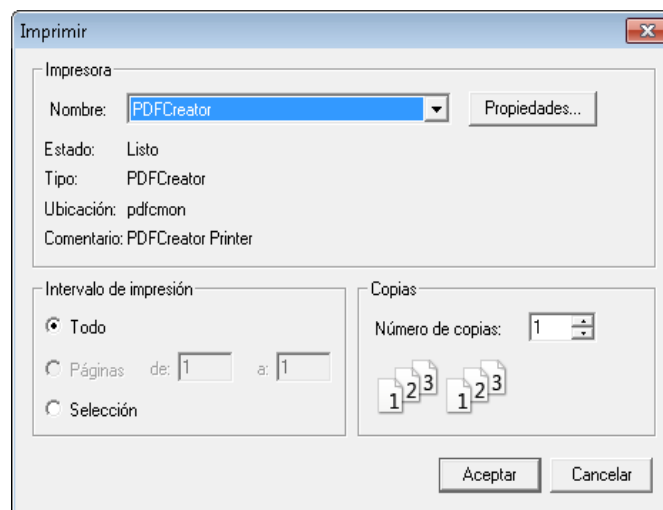 Imprimir
Impresora
Nombre: PDFCreator Propiedades...
Estado: Listo
Tipo: PDFCreator
Ubicación: pdfcmon
Comentario: PDFCreator Printer
Intervalo de impresión
Todo
Páginas de: 1 a: 1
Selección
Copias
Número de copias: 1
1 2 3 1 2 3
Aceptar Cancelar